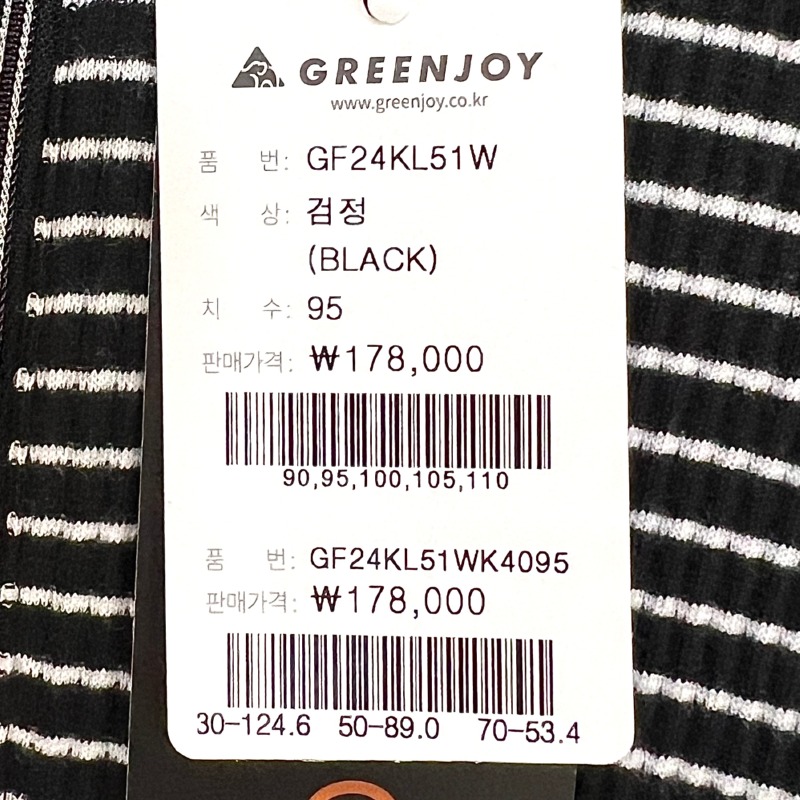 GREENJOY
www.greenjoy.co.kr
품 번: GF24KL51W
색 상: 검정
(BLACK)
치 수: 95
판매가격: ₩178,000
90,95,100,105,110
품 번: GF24KL51WK4095
판매가격: ₩178,000
30-124.6 50-89.0 70-53.4